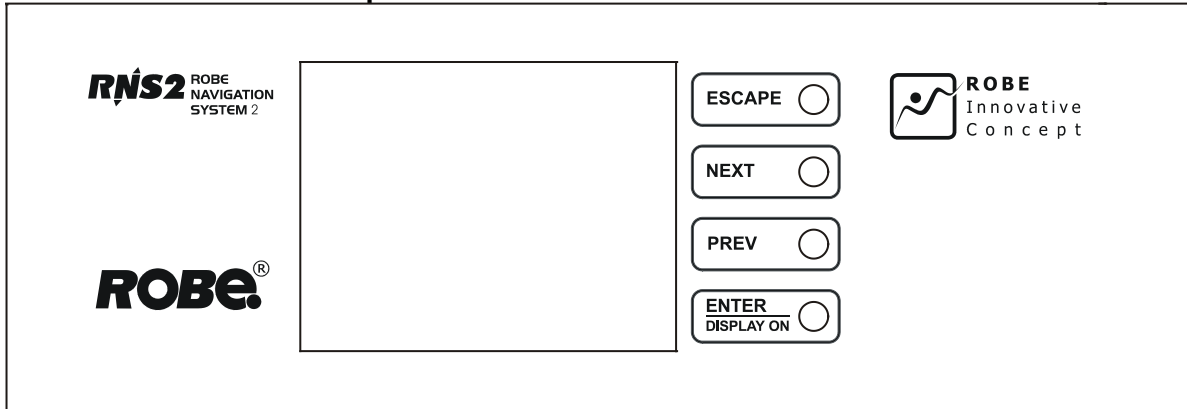 RNS2 ROBE
NAVIGATION
SYSTEM 2
ROBE®
ESCAPE
NEXT
PREV
ENTER
DISPLAY ON
ROBE
Innovative
Concept